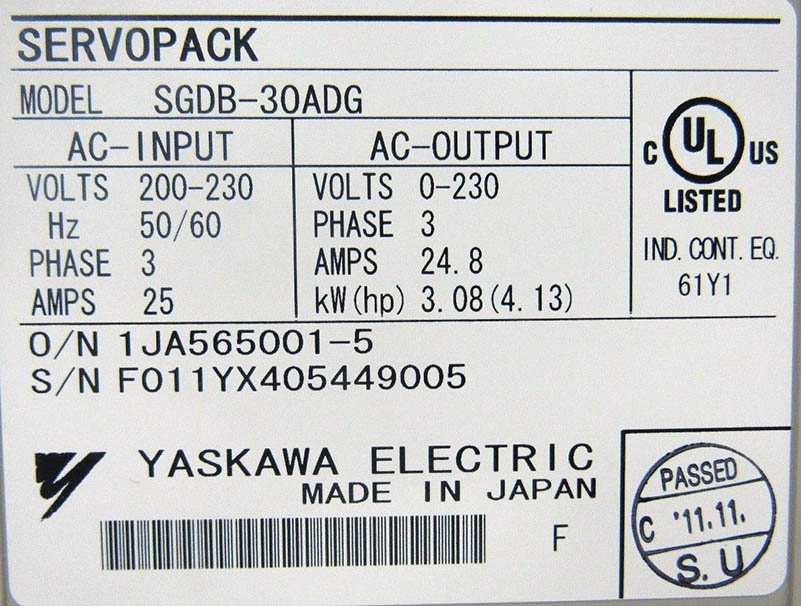 SERVOPACK
MODEL SGDB-30ADG
AC-INPUT
VOLTS 200-230
Hz 50/60
PHASE 3
AMPS 25
AC-OUTPUT
VOLTS 0-230
PHASE 3
AMPS 24.8
kW(hp) 3.08(4.13)
C UL US
LISTED
IND. CONT. EQ.
61Y1
O/N 1JA565001-5
S/N F011YX405449005
YASKAWA ELECTRIC
MADE IN JAPAN
F
PASSED
C '11.11.
S.U